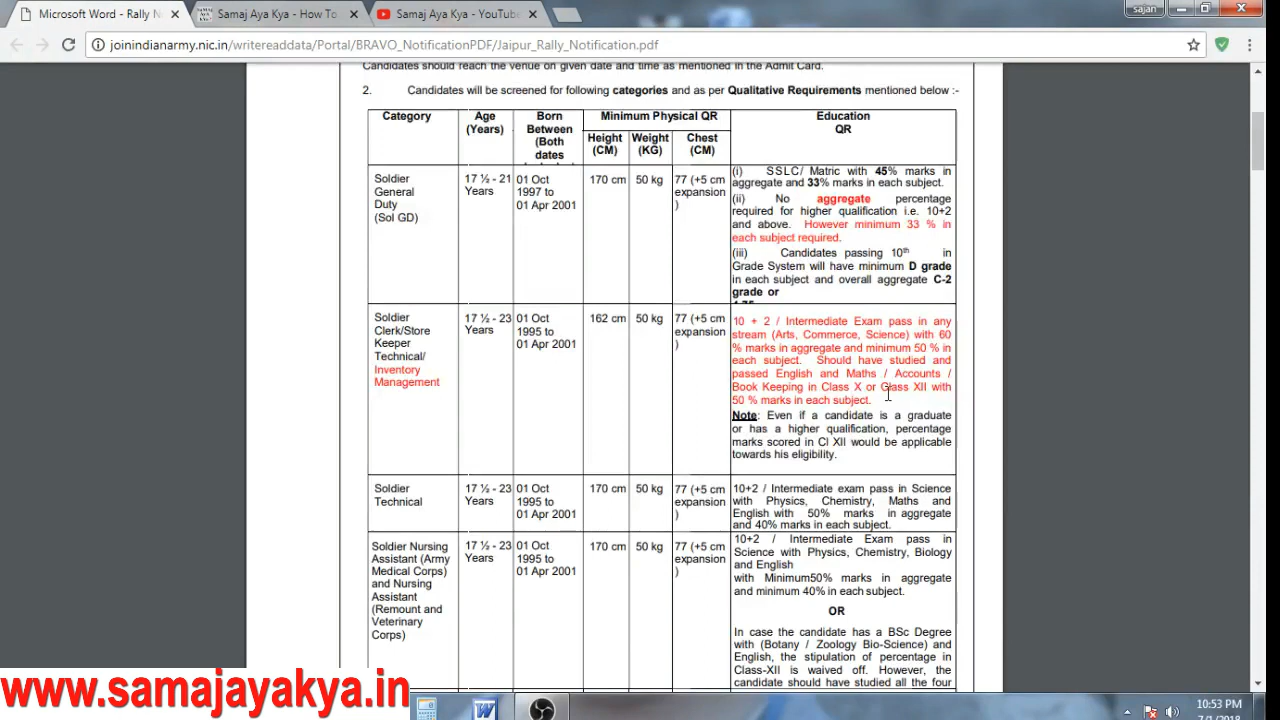 Microsoft Word - Rally N
Samaj Aya Kya - How To
Samaj Aya Kya - YouTube
sajan
joinindianarmy.nic.in/writereaddata/Portal/BRAVO_NotificationPDF/Jaipur_Rally_Notification.pdf
Candidates should reach the venue on given date and time as mentioned in the Admit Card.
2. Candidates will be screened for following categories and as per Qualitative Requirements mentioned below :-
Category
Age
(Years)
Born
Between
(Both
dates
Minimum Physical QR
Height
(CM)
Weight
(KG)
Chest
(CM)
Education
QR
Soldier
General
Duty
(Sol GD)
17 ½ - 21
Years
01 Oct
1997 to
01 Apr 2001
170 cm
50 kg
77 (+5 cm
expansion
)
(i) SSLC/ Matric with 45% marks in
aggregate and 33% marks in each subject.
(ii) No aggregate percentage
required for higher qualification i.e. 10+2
and above. However minimum 33 % in
each subject required.
(iii) Candidates passing 10th in
Grade System will have minimum D grade
in each subject and overall aggregate C-2
grade or
Soldier
Clerk/Store
Keeper
Technical/
Inventory
Management
17 ½ - 23
Years
01 Oct
1995 to
01 Apr 2001
162 cm
50 kg
77 (+5 cm
expansion
)
10 + 2 / Intermediate Exam pass in any
stream (Arts, Commerce, Science) with 60
% marks in aggregate and minimum 50 % in
each subject. Should have studied and
passed English and Maths / Accounts /
Book Keeping in Class X or Class XII with
50 % marks in each subject.
Note: Even if a candidate is a graduate
or has a higher qualification, percentage
marks scored in Cl XII would be applicable
towards his eligibility.
Soldier
Technical
17 ½ - 23
Years
01 Oct
1995 to
01 Apr 2001
170 cm
50 kg
77 (+5 cm
expansion
)
10+2 / Intermediate exam pass in Science
with Physics, Chemistry, Maths and
English with 50% marks in aggregate
and 40% marks in each subject.
Soldier Nursing
Assistant (Army
Medical Corps)
and Nursing
Assistant
(Remount and
Veterinary
Corps)
17 ½ - 23
Years
01 Oct
1995 to
01 Apr 2001
170 cm
50 kg
77 (+5 cm
expansion
)
10+2 / Intermediate Exam pass in
Science with Physics, Chemistry, Biology
and English
with Minimum50% marks in aggregate
and minimum 40% in each subject.
OR
In case the candidate has a BSc Degree
with (Botany / Zoology Bio-Science) and
English, the stipulation of percentage in
Class-XII is waived off. However, the
candidate should have studied all the four
www.samajayakya.in
10:53 PM